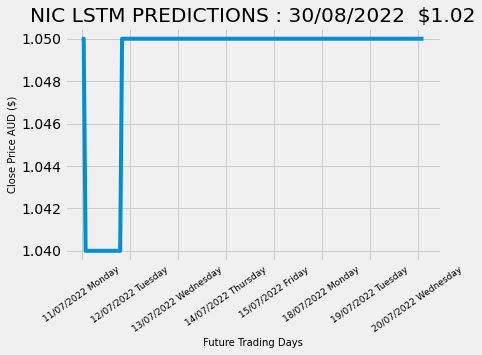 NIC LSTM PREDICTIONS : 30/08/2022 $1.02
1.050
1.048
1.046
1.044
1.042
1.040
Close Price AUD ($)
11/07/2022 Monday
12/07/2022 Tuesday
13/07/2022 Wednesday
14/07/2022 Thursday
15/07/2022 Friday
18/07/2022 Monday
19/07/2022 Tuesday
20/07/2022 Wednesday
Future Trading Days